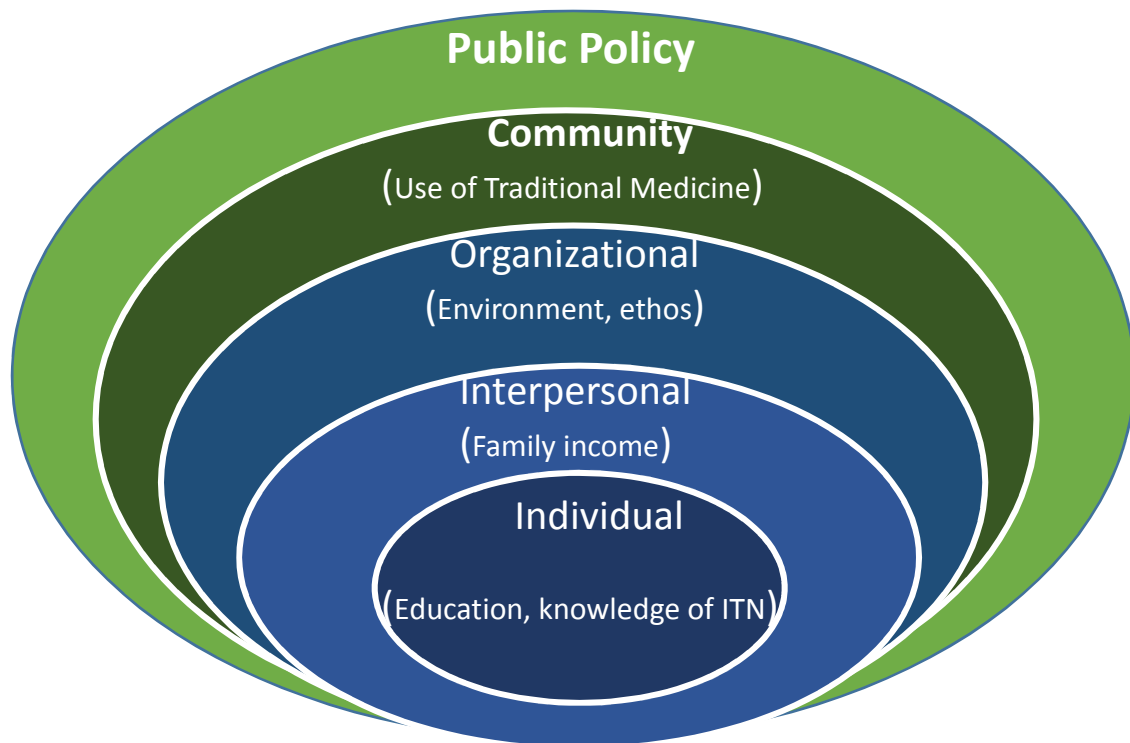 Public Policy
Community
(Use of Traditional Medicine)
Organizational
(Environment, ethos)
Interpersonal
(Family income)
Individual
(Education, knowledge of ITN)